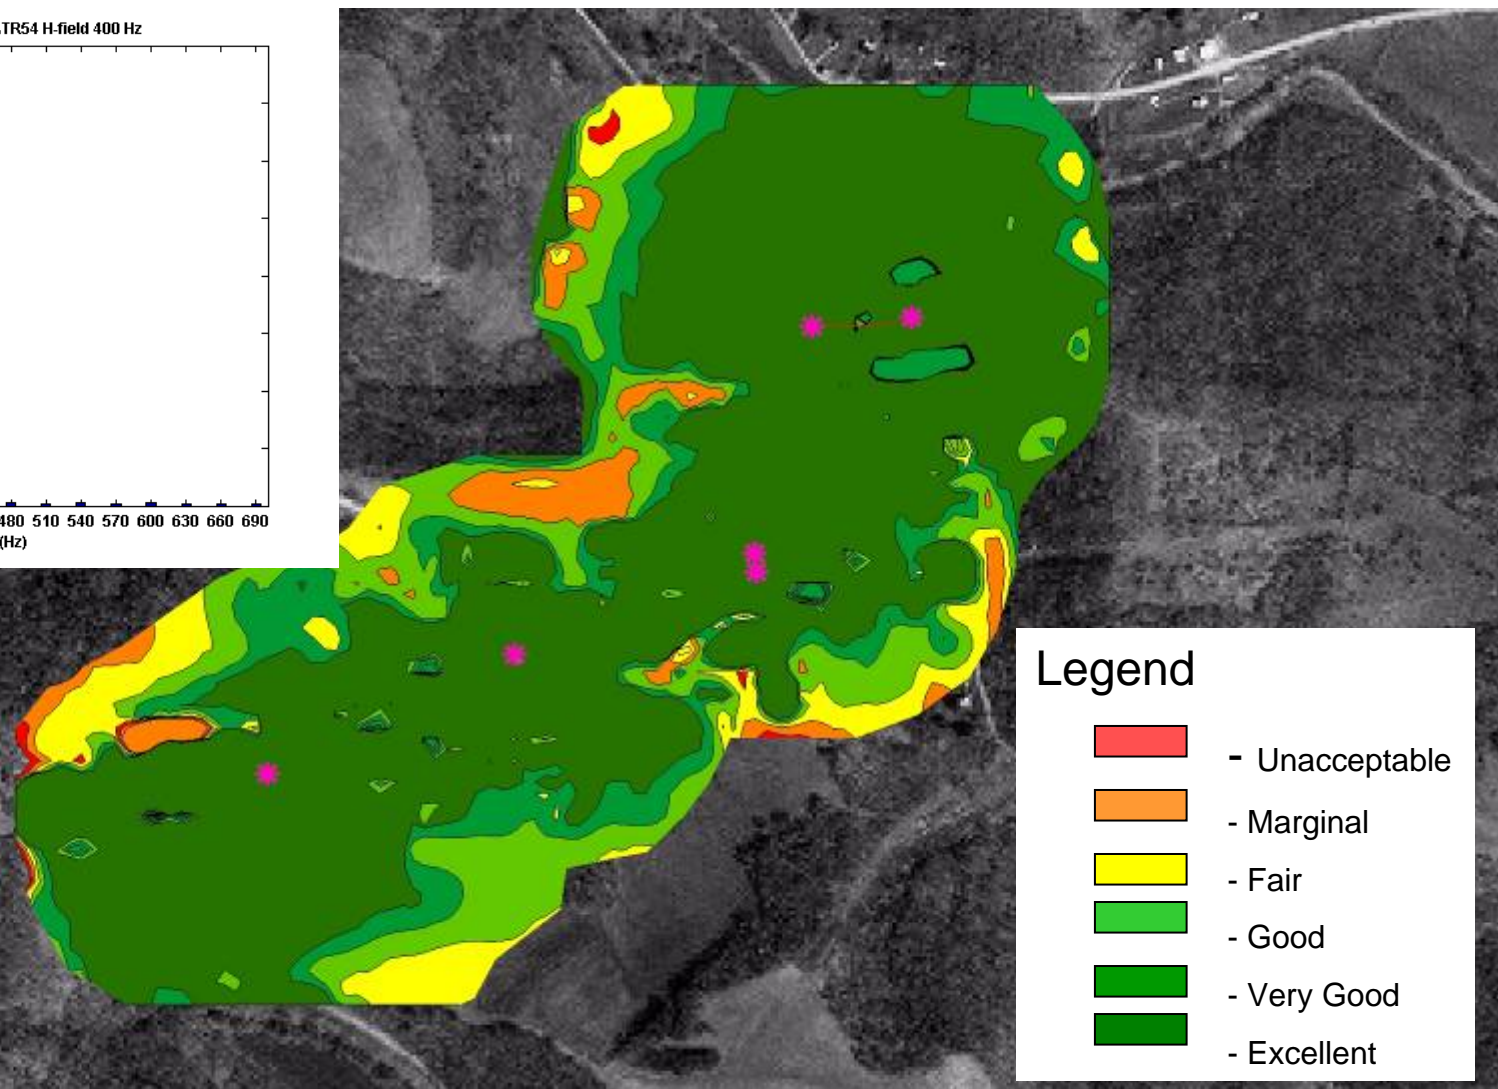 TR54 H-field 400 Hz
480 510 540 570 600 630 660 690
(Hz)
Legend
- Unacceptable
- Marginal
- Fair
- Good
- Very Good
- Excellent